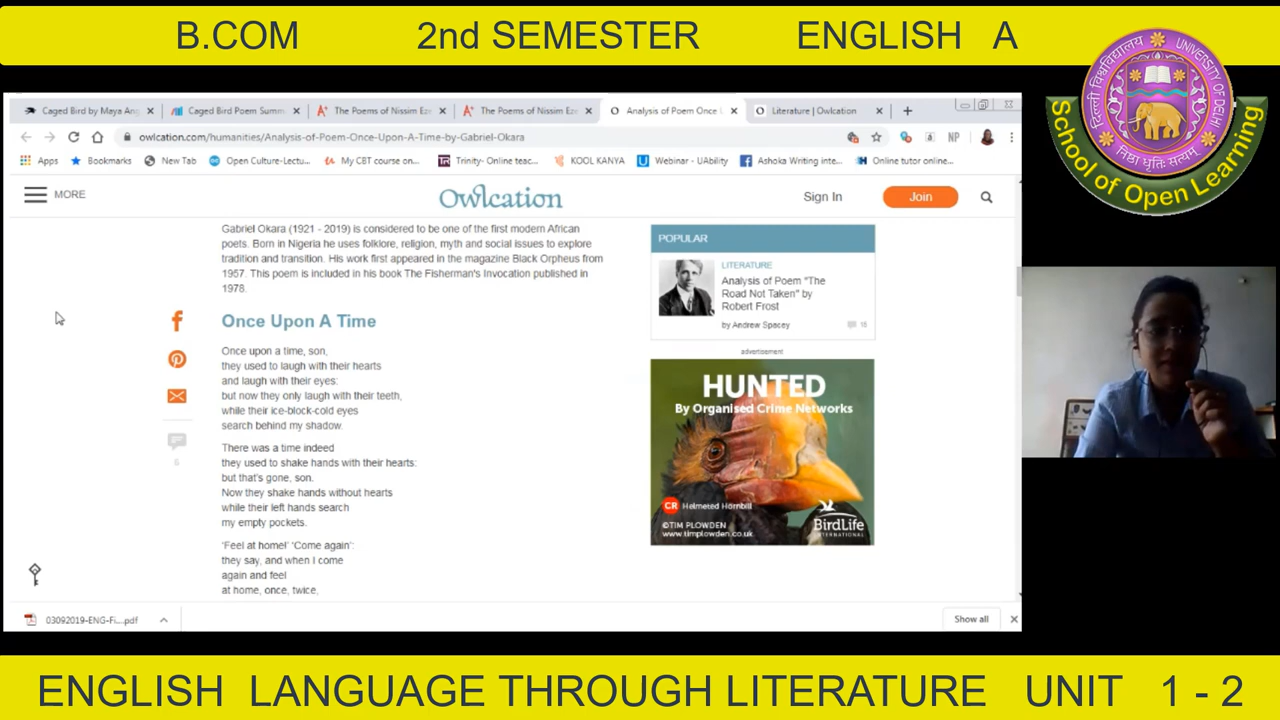 B.COM 2nd SEMESTER ENGLISH A
Caged Bird by Maya An
Caged Bird Poem Summ
The Poems of Nissim Eze
The Poems of Nissim Eze
Analysis of Poem Once
Literature | Owlcation
owlcation.com/humanities/Analysis-of-Poem-Once-Upon-A-Time-by-Gabriel-Okara
NP
Apps
Bookmarks
New Tab
Open Culture-Lectu...
My CBT course on...
Trinity- Online teac...
KOOL KANYA
Webinar - UAbility
Ashoka Writing inte...
Online tutor online...
MORE
Owlcation
Sign In
Join
Gabriel Okara (1921 - 2019) is considered to be one of the first modern African
poets. Born in Nigeria he uses folklore, religion, myth and social issues to explore
tradition and transition. His work first appeared in the magazine Black Orpheus from
1957. This poem is included in his book The Fisherman's Invocation published in
1978.
Once Upon A Time
Once upon a time, son,
they used to laugh with their hearts
and laugh with their eyes:
but now they only laugh with their teeth,
while their ice-block-cold eyes
search behind my shadow.
There was a time indeed
they used to shake hands with their hearts:
but that's gone, son.
Now they shake hands without hearts
while their left hands search
my empty pockets.
'Feel at home!' 'Come again':
they say, and when I come
again and feel
at home, once, twice,
6
POPULAR
LITERATURE
Analysis of Poem "The
Road Not Taken" by
Robert Frost
by Andrew Spacey
advertisement
HUNTED
By Organised Crime Networks
CR Helmeted Hornbill
©TIM PLOWDEN
www.timplowden.co.uk
BirdLife
INTERNATIONAL
03092019-ENG-Fi....pdf
Show all
दिल्ली विश्वविद्यालय
UNIVERSITY OF DELHI
निष्ठा धृतिः सत्यम्
School of Open Learning
ENGLISH LANGUAGE THROUGH LITERATURE UNIT 1 - 2